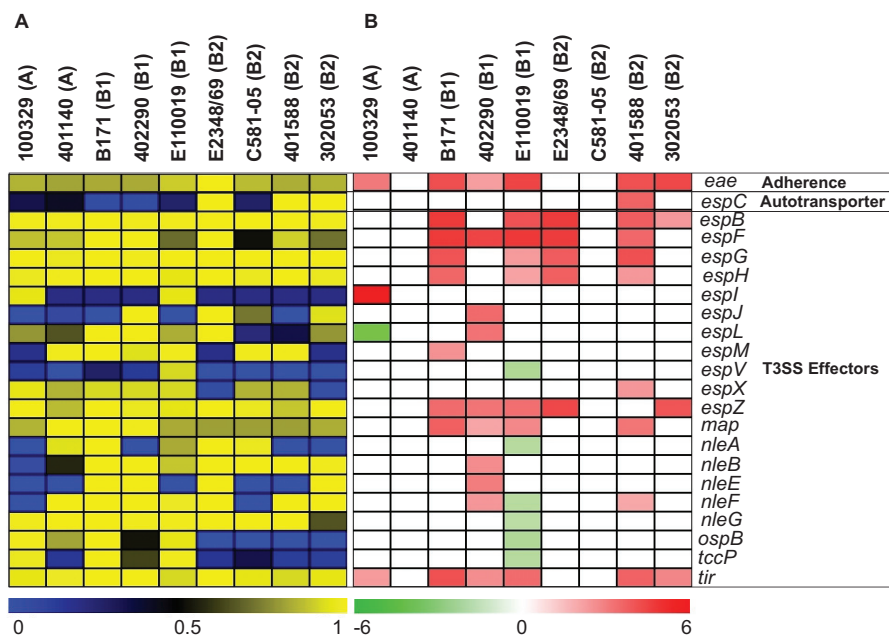 A
B
100329 (A)
401140 (A)
B171 (B1)
402290 (B1)
E110019 (B1)
E2348/69 (B2)
C581-05 (B2)
401588 (B2)
302053 (B2)
100329 (A)
401140 (A)
B171 (B1)
402290 (B1)
E110019 (B1)
E2348/69 (B2)
C581-05 (B2)
401588 (B2)
302053 (B2)
eae Adherence
espC Autotransporter
espB
espF
espG
espH
espI
espJ
espL
espM
espV T3SS Effectors
espX
espZ
map
nleA
nleB
nleE
nleF
nleG
ospB
tccP
tir
0 0.5 1
-6 0 6